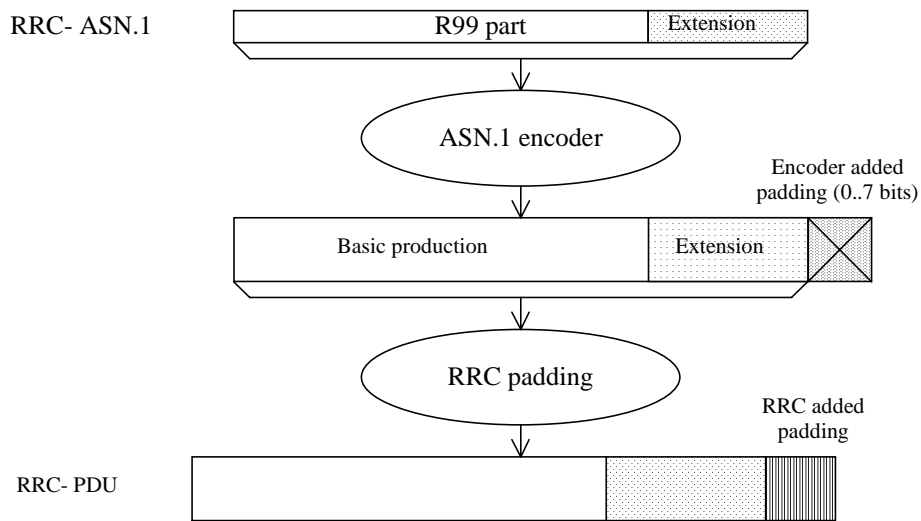 RRC- ASN.1
R99 part
Extension
ASN.1 encoder
Encoder added
padding (0..7 bits)
Basic production
Extension
RRC padding
RRC added
padding
RRC- PDU